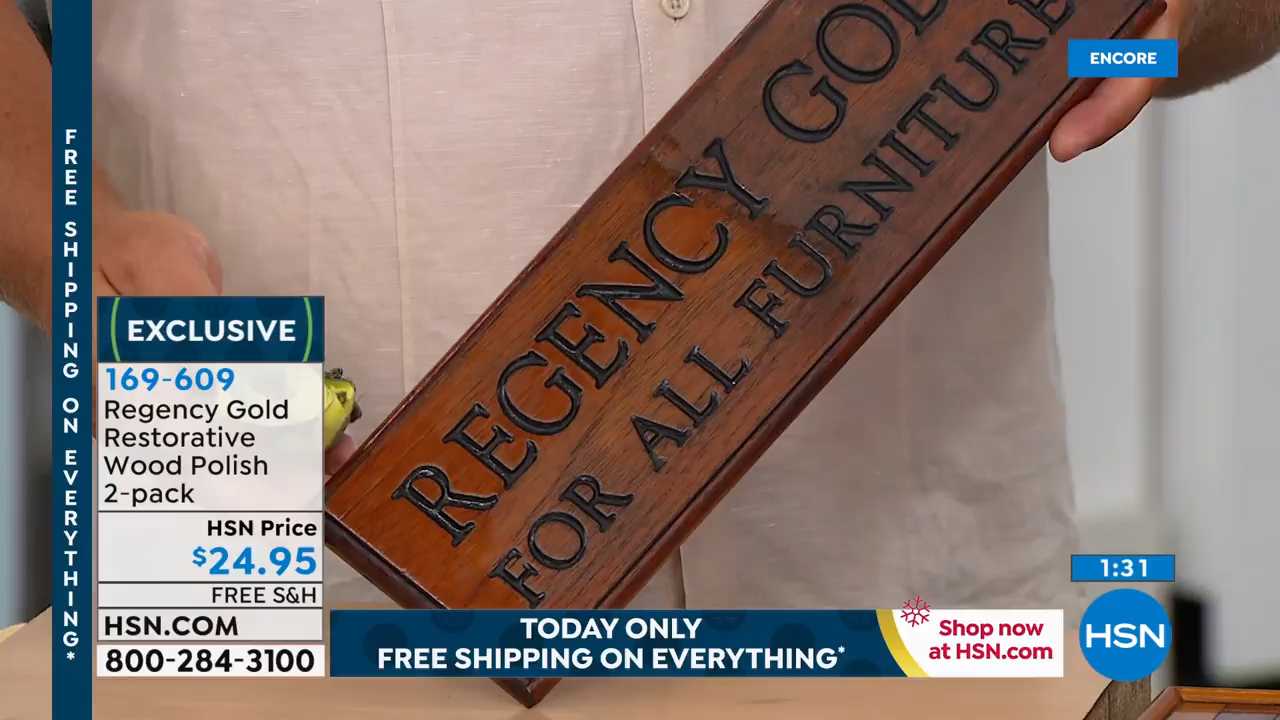 FREE SHIPPING ON EVERYTHING*
ENCORE
REGENCY GOL
FOR ALL FURNITURE
EXCLUSIVE
169-609
Regency Gold
Restorative
Wood Polish
2-pack
HSN Price
$24.95
FREE S&H
HSN.COM
800-284-3100
TODAY ONLY
FREE SHIPPING ON EVERYTHING*
Shop now
at HSN.com
1:31
HSN